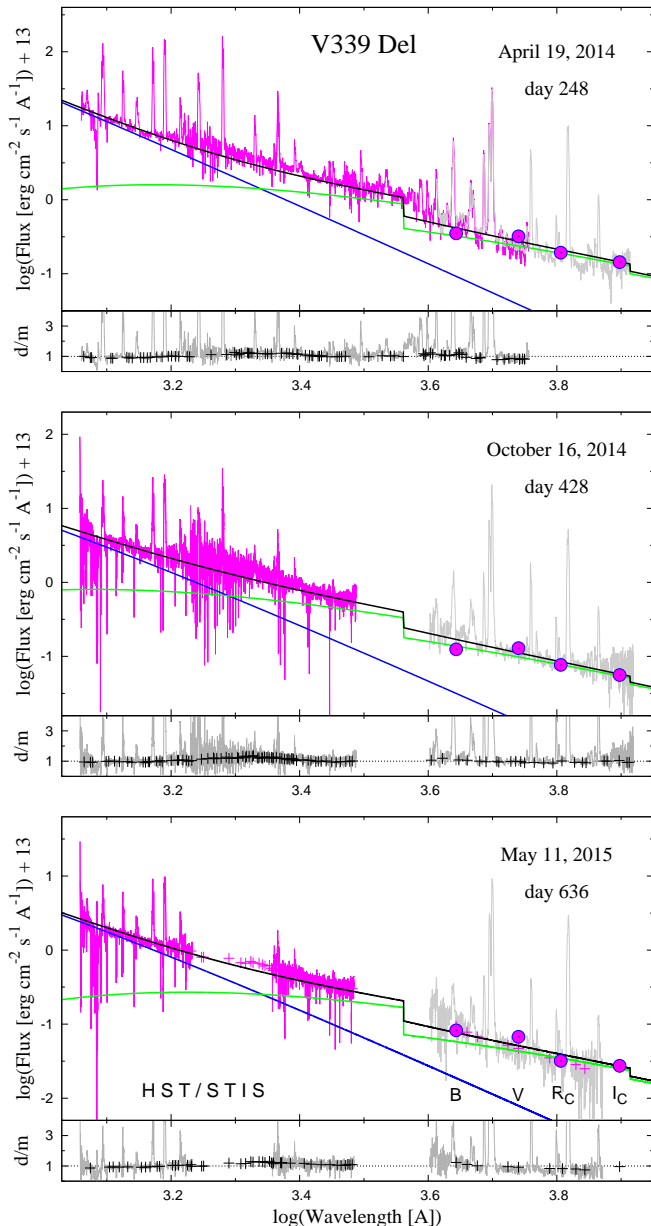 V339 Del
April 19, 2014
day 248
log(Flux [erg cm-2 s-1 A-1]) + 13
2
1
0
-1
d/m
3
1
3.2
3.4
3.6
3.8
October 16, 2014
day 428
log(Flux [erg cm-2 s-1 A-1]) + 13
2
1
0
-1
d/m
3
1
3.2
3.4
3.6
3.8
May 11, 2015
day 636
log(Flux [erg cm-2 s-1 A-1]) + 13
1
0
-1
-2
HST/STIS
B
V
RC
IC
d/m
3
1
3.2
3.4
3.6
3.8
log(Wavelength [A])